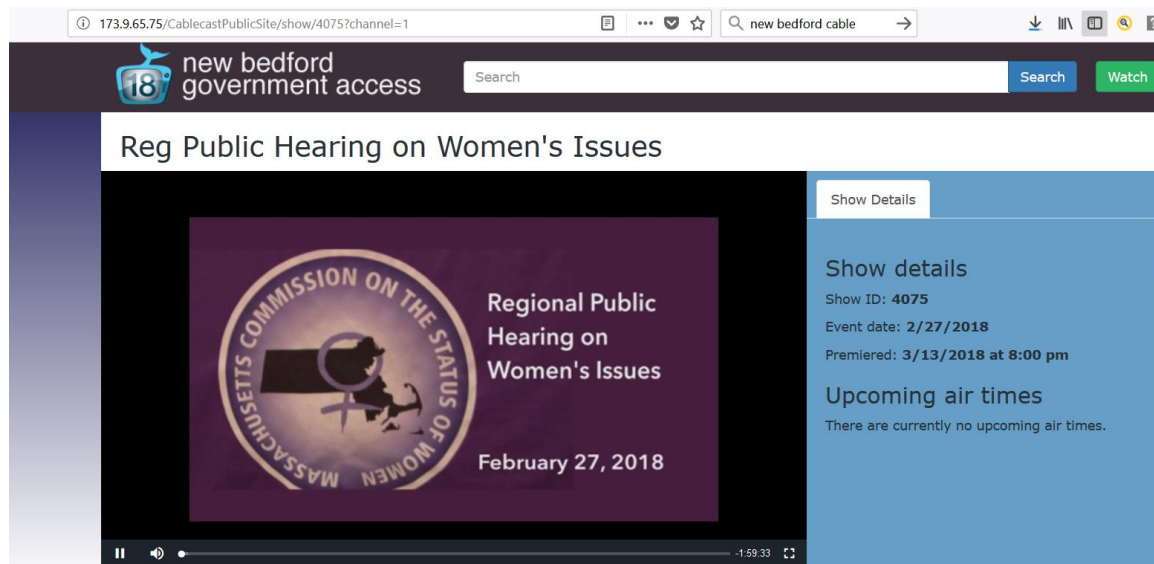 173.9.65.75/CablecastPublicSite/show/4075?channel=1
new bedford cable
18
new bedford
government access
Search
Search
Watch
Reg Public Hearing on Women's Issues
MASSACHUSETTS COMMISSION ON THE STATUS OF WOMEN
Regional Public
Hearing on
Women's Issues
February 27, 2018
-1:59:33
Show Details
Show details
Show ID: 4075
Event date: 2/27/2018
Premiered: 3/13/2018 at 8:00 pm
Upcoming air times
There are currently no upcoming air times.